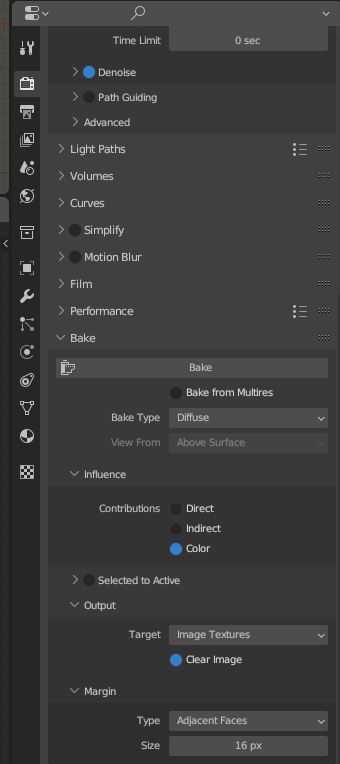 Time Limit 0 sec
Denoise
Path Guiding
Advanced
Light Paths
Volumes
Curves
Simplify
Motion Blur
Film
Performance
Bake
Bake
Bake from Multires
Bake Type Diffuse
View From Above Surface
Influence
Contributions Direct
Indirect
Color
Selected to Active
Output
Target Image Textures
Clear Image
Margin
Type Adjacent Faces
Size 16 px